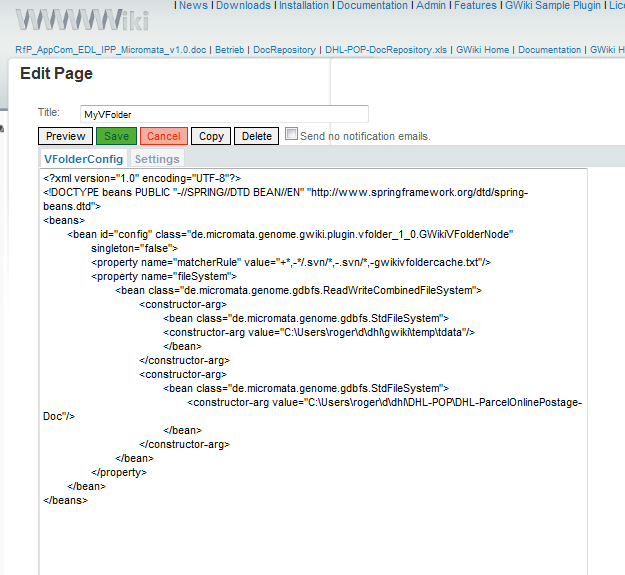 WWWWiki
| News | Downloads | Installation | Documentation | Admin | Features | GWiki Sample Plugin | Lice
RfP_AppCom_EDL_IPP_Micromata_v1.0.doc | Betrieb | DocRepository | DHL-POP-DocRepository.xls | GWiki Home | Documentation | GWiki H
Edit Page
Title: MyVFolder
Preview Save Cancel Copy Delete Send no notification emails.
VFolderConfig Settings
<?xml version="1.0" encoding="UTF-8"?>
<!DOCTYPE beans PUBLIC "-//SPRING//DTD BEAN//EN" "http://www.springframework.org/dtd/spring-
beans.dtd">
<beans>
<bean id="config" class="de.micromata.genome.gwiki.plugin.vfolder_1_0.GWikiVFolderNode"
singleton="false">
<property name="matcherRule" value="+*,-*/.svn/*,-.svn/*,-gwikivfoldercache.txt"/>
<property name="fileSystem">
<bean class="de.micromata.genome.gdbfs.ReadWriteCombinedFileSystem">
<constructor-arg>
<bean class="de.micromata.genome.gdbfs.StdFileSystem">
<constructor-arg value="C:\Users\roger\d\dhl\gwiki\temp\tdata"/>
</bean>
</constructor-arg>
<constructor-arg>
<bean class="de.micromata.genome.gdbfs.StdFileSystem">
<constructor-arg value="C:\Users\roger\d\dhl\DHL-POP\DHL-ParcelOnlinePostage-
Doc"/>
</bean>
</constructor-arg>
</bean>
</property>
</bean>
</beans>